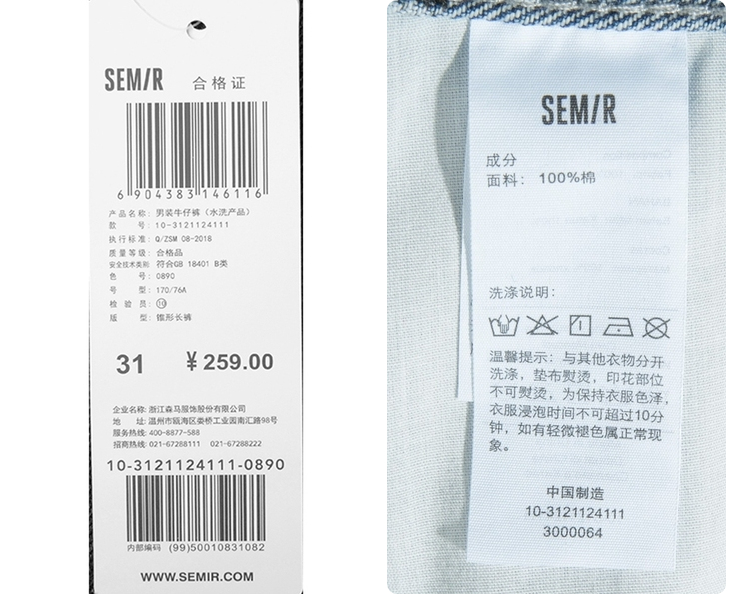 SEM/R 合格证
6 904383 146116
产品名称: 男装牛仔裤（水洗产品）
款 号: 10-3121124111
执行标准: Q/ZSM 08-2018
质量等级: 合格品
安全技术类别 符合GB 18401 B类
色 号: 0890
号 型: 170/76A
检 验 员: 10
版 型: 锥形长裤
31 ¥259.00
企业名称: 浙江森马服饰股份有限公司
地 址: 温州市瓯海区娄桥工业园南汇路98号
服务热线: 400-8877-588
招商热线: 021-67288111 021-67288222
10-3121124111-0890
内部编码 (99)50010831082
WWW.SEMIR.COM
SEM/R
成分
面料: 100%棉
洗涤说明:
温馨提示: 与其他衣物分开
洗涤, 垫布熨烫, 印花部位
不可熨烫, 为保持衣服色泽,
衣服浸泡时间不可超过10分
钟, 如有轻微褪色属正常现
象。
中国制造
10-3121124111
3000064